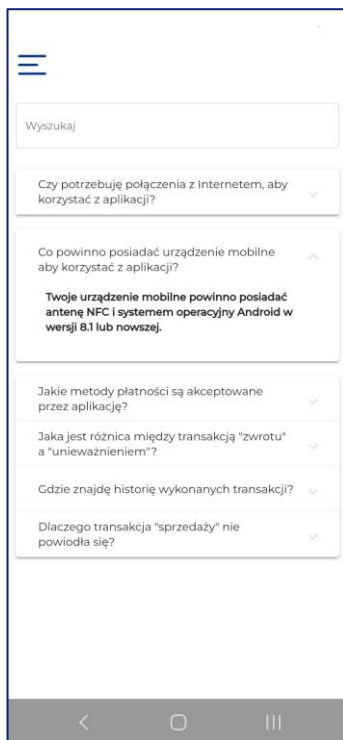 Wyszukaj
Czy potrzebuję połączenia z Internetem, aby
korzystać z aplikacji?
Co powinno posiadać urządzenie mobilne
aby korzystać z aplikacji?
Twoje urządzenie mobilne powinno posiadać
antenę NFC i systemem operacyjny Android w
wersji 8.1 lub nowszej.
Jakie metody płatności są akceptowane
przez aplikację?
Jaka jest różnica między transakcją "zwrotu"
a "unieważnieniem"?
Gdzie znajdę historię wykonanych transakcji?
Dlaczego transakcja "sprzedaży" nie
powiodła się?